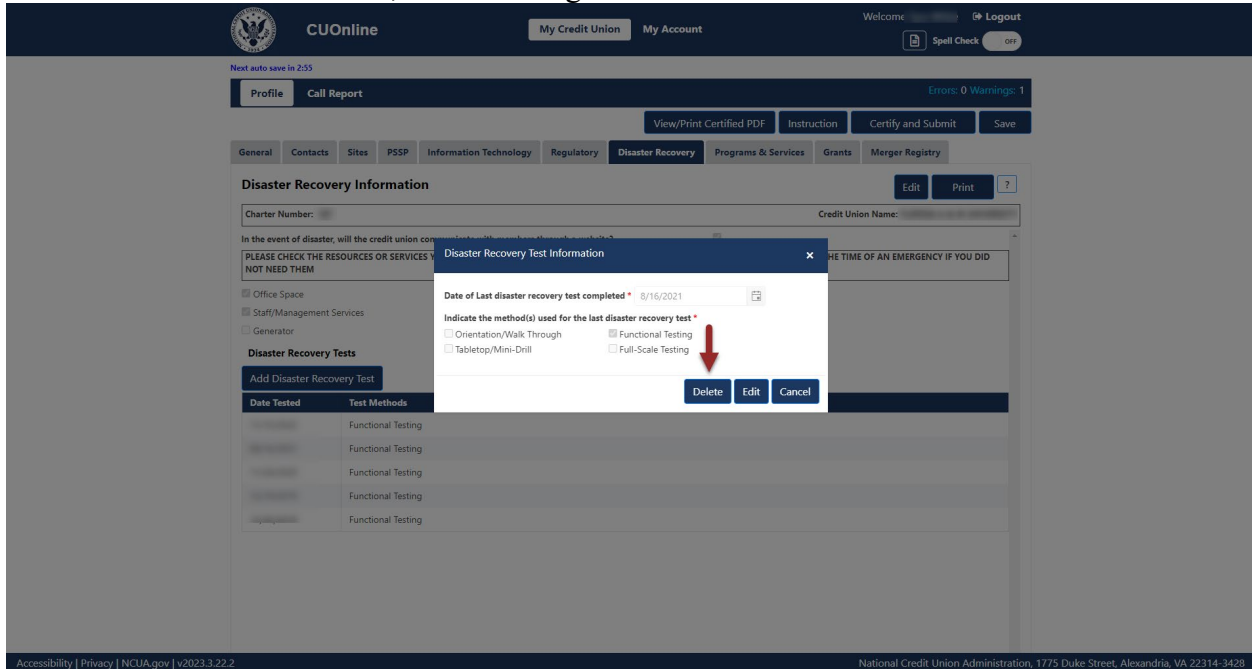 CUOnline
My Credit Union My Account
Welcome Logout
Spell Check OFF
Next auto save in 2:55
Profile Call Report Errors: 0 Warnings: 1
View/Print Certified PDF Instruction Certify and Submit Save
General Contacts Sites PSSP Information Technology Regulatory Disaster Recovery Programs & Services Grants Merger Registry
Disaster Recovery Information Edit Print ?
Charter Number: Credit Union Name:
In the event of disaster, will the credit union communicate with members through a website?
PLEASE CHECK THE RESOURCES OR SERVICES HE TIME OF AN EMERGENCY IF YOU DID
NOT NEED THEM
Office Space
Staff/Management Services
Generator
Disaster Recovery Tests
Add Disaster Recovery Test
Disaster Recovery Test Information ×
Date of Last disaster recovery test completed * 8/16/2021
Indicate the method(s) used for the last disaster recovery test *
Orientation/Walk Through Functional Testing
Tabletop/Mini-Drill Full-Scale Testing
Delete Edit Cancel
Date Tested Test Methods
Functional Testing
Functional Testing
Functional Testing
Functional Testing
Functional Testing
Accessibility | Privacy | NCUA.gov | v2023.3.22.2 National Credit Union Administration, 1775 Duke Street, Alexandria, VA 22314-3428